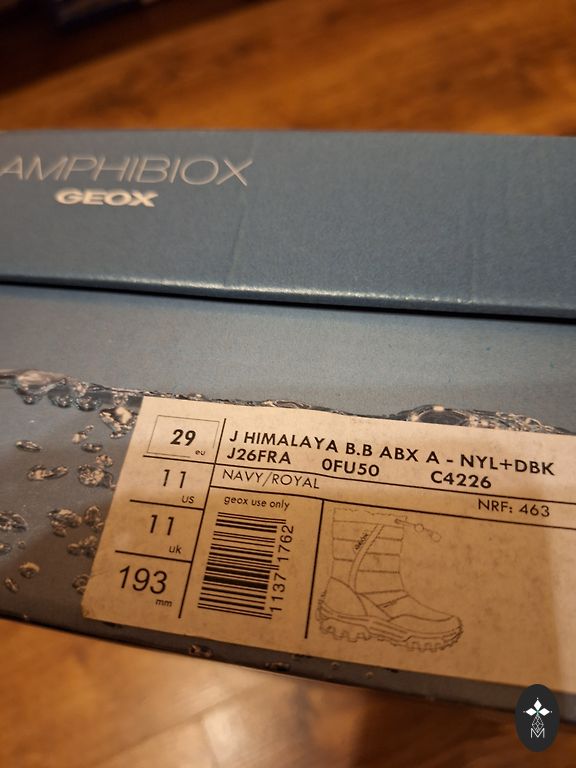 AMPHIBIOX
GEOX
29 eu
11 us
11 uk
193 mm
J HIMALAYA B.B ABX A - NYL+DBK
J26FRA 0FU50 C4226
NAVY/ROYAL
NRF: 463
geox use only
1137 1762
GEOX
M